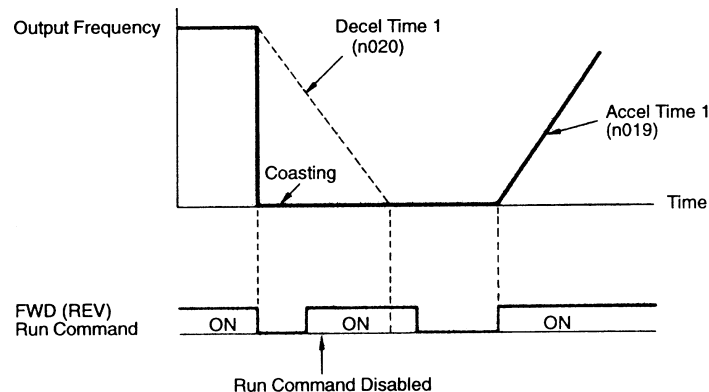 Output Frequency
Decel Time 1
(n020)
Accel Time 1
(n019)
Coasting
Time
FWD (REV)
Run Command
ON
ON
ON
Run Command Disabled